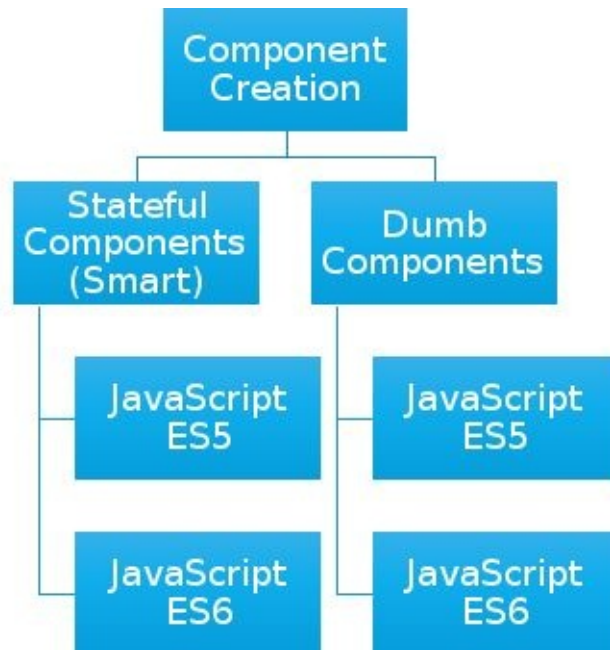 Component
Creation
Stateful
Components
(Smart)
Dumb
Components
JavaScript
ES5
JavaScript
ES5
JavaScript
ES6
JavaScript
ES6